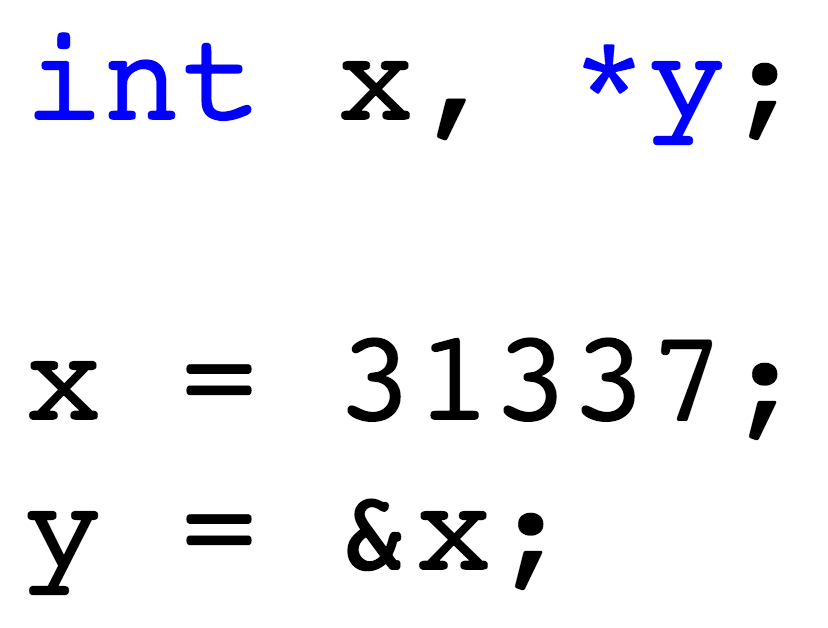 int x, *y;
x = 31337;
y = &x;